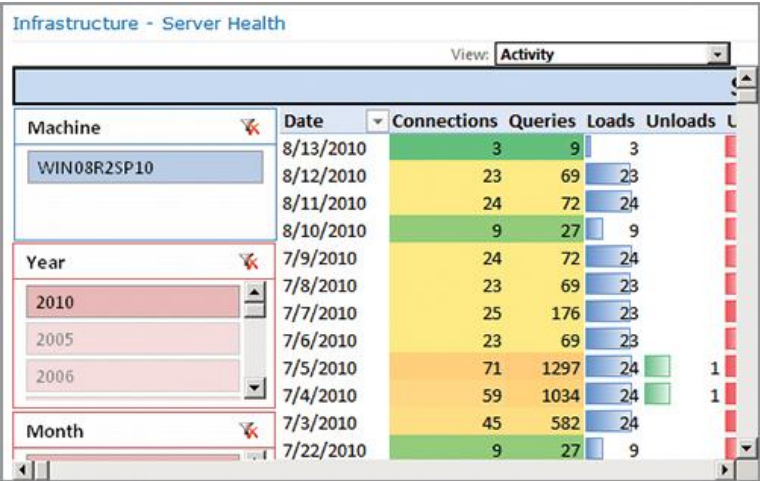 Infrastructure - Server Health
View: Activity
Machine
WIN08R2SP10
Year
2010
2005
2006
Month
Date Connections Queries Loads Unloads U
8/13/2010 3 9 3
8/12/2010 23 69 23
8/11/2010 24 72 24
8/10/2010 9 27 9
7/9/2010 24 72 24
7/8/2010 23 69 23
7/7/2010 25 176 23
7/6/2010 23 69 23
7/5/2010 71 1297 24 1
7/4/2010 59 1034 24 1
7/3/2010 45 582 24
7/22/2010 9 27 9